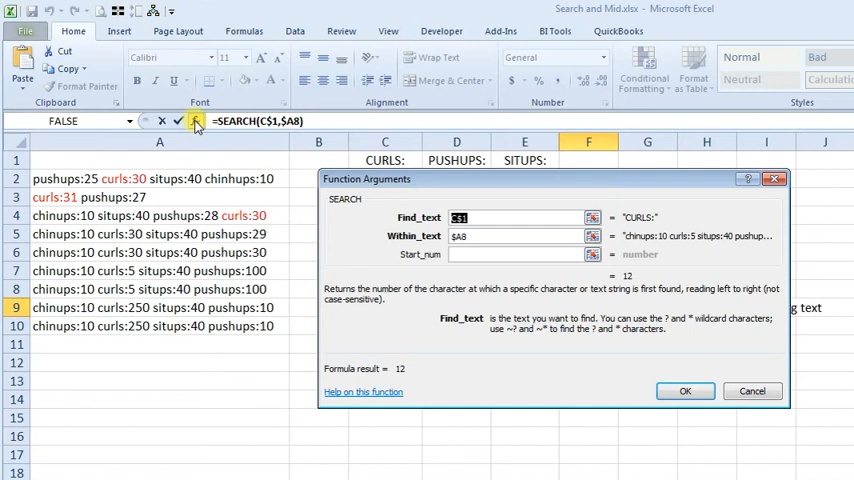 Search and Mid.xlsx - Microsoft Excel
File Home Insert Page Layout Formulas Data Review View Developer Add-Ins BI Tools QuickBooks
Paste
Cut
Copy
Format Painter
Clipboard
Calibri 11
B I U
Font
Wrap Text
Merge & Center
Alignment
General
$ % ,
Number
Conditional Formatting
Format as Table
Normal Bad
Neutral Calculation
Styles
FALSE =SEARCH(C$1,$A8)
A B C D E F G H I J
1 CURLS: PUSHUPS: SITUPS:
2 pushups:25 curls:30 situps:40 chinhups:10
3 curls:31 pushups:27
4 chinups:10 situps:40 pushups:28 curls:30
5 chinups:10 curls:30 situps:40 pushups:29
6 chinups:10 curls:30 situps:40 pushups:30
7 chinups:10 curls:5 situps:40 pushups:100
8 chinups:10 curls:5 situps:40 pushups:100
9 chinups:10 curls:250 situps:40 pushups:10 g text
10 chinups:10 curls:250 situps:40 pushups:10
11
12
13
14
15
16
17
18
Function Arguments
SEARCH
Find_text C$1 = "CURLS:"
Within_text $A8 = "chinups:10 curls:5 situps:40 pushup...
Start_num = number
= 12
Returns the number of the character at which a specific character or text string is first found, reading left to right (not
case-sensitive).
Find_text is the text you want to find. You can use the ? and * wildcard characters;
use ~? and ~* to find the ? and * characters.
Formula result = 12
Help on this function
OK Cancel